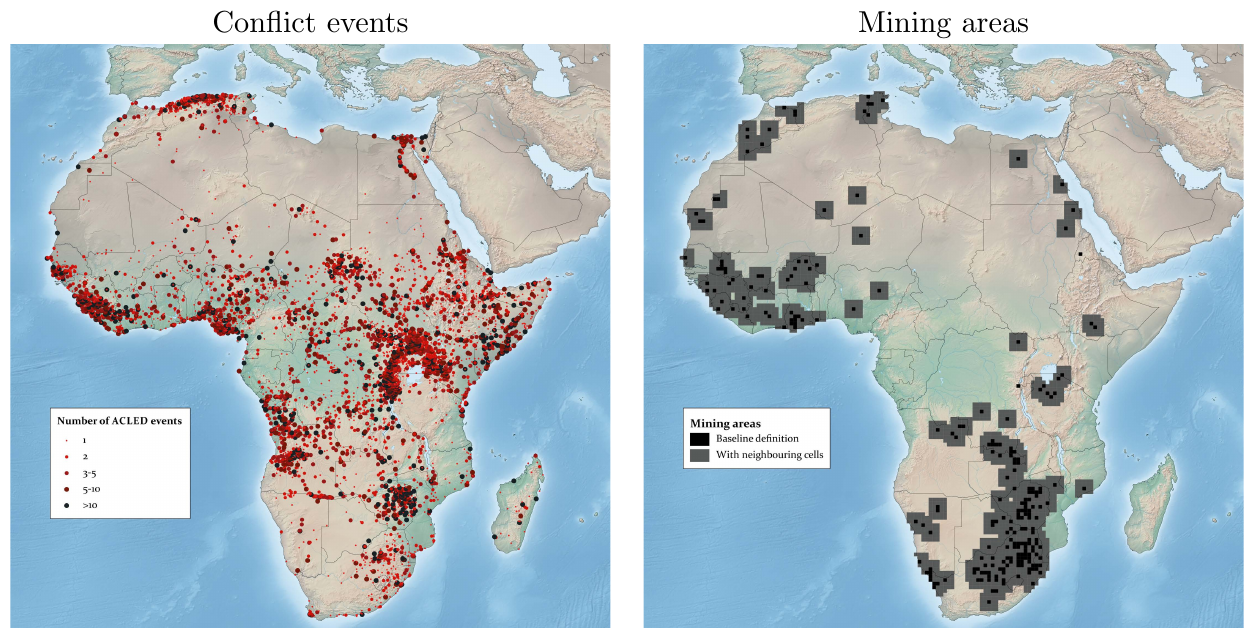 Conflict events
Mining areas
Number of ACLED events
1
2
3-5
5-10
>10
Mining areas
Baseline definition
With neighbouring cells